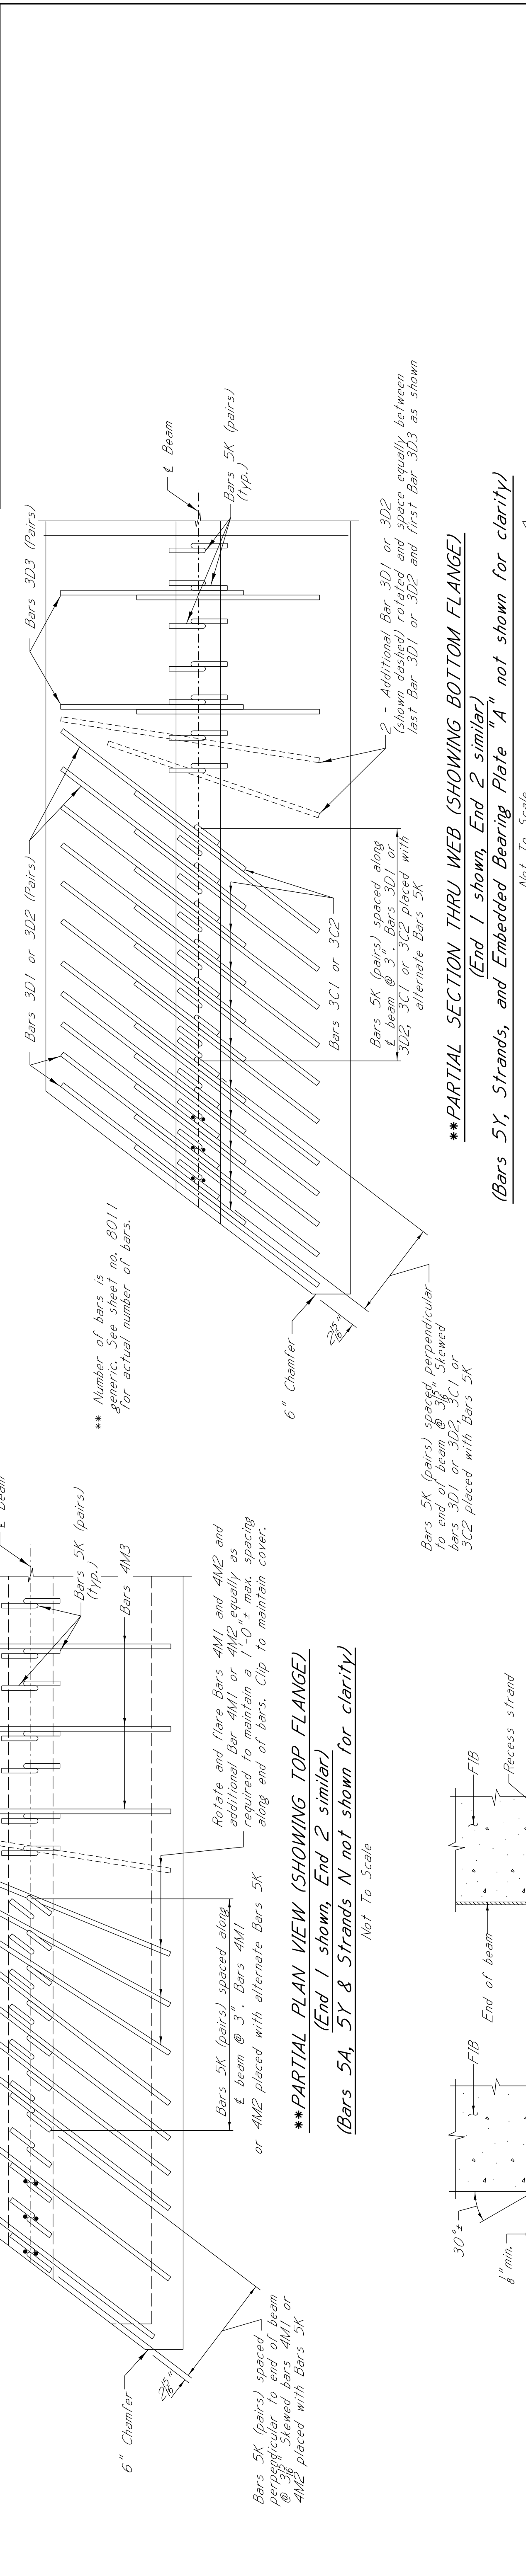 Bars 3D1 or 3D2 (Pairs)
Bars 3D3 (Pairs)
** Number of bars is
generic. See sheet no. 8011
for actual number of bars.
℄ Beam
Bars 5K (pairs)
(typ.)
2 - Additional Bar 3D1 or 3D2
(shown dashed) rotated and space equally between
last Bar 3D1 or 3D2 and first Bar 3D3 as shown
Bars 3C1 or 3C2
Bars 5K (pairs) spaced along
℄ beam @ 3". Bars 3D1 or
3D2, 3C1 or 3C2 placed with
alternate Bars 5K
6" Chamfer
Bars 5K (pairs) spaced perpendicular
to end of beam @ 3 Skewed
bars 3D1 or 3D2, 3C1 or
3C2 placed with Bars 5K
**PARTIAL SECTION THRU WEB (SHOWING BOTTOM FLANGE)
(End 1 shown, End 2 similar)
(Bars 5Y, Strands, and Embedded Bearing Plate "A" not shown for clarity)
Not To Scale
℄ Beam
Bars 5K (pairs)
(typ.)
Bars 4M3
Rotate and flare Bars 4M1 and 4M2 and
additional Bar 4M1 or 4M2 equally as
required to maintain a 1'-0"± max. spacing
along end of bars. Clip to maintain cover.
Bars 5K (pairs) spaced along
℄ beam @ 3". Bars 4M1
or 4M2 placed with alternate Bars 5K
6" Chamfer
Bars 5K (pairs) spaced
perpendicular to end of beam
@ 3 Skewed bars 4M1 or
4M2 placed with Bars 5K
**PARTIAL PLAN VIEW (SHOWING TOP FLANGE)
(End 1 shown, End 2 similar)
(Bars 5A, 5Y & Strands N not shown for clarity)
Not To Scale
30°±
1/8" min.
FIB
End of beam
FIB
Recess strand